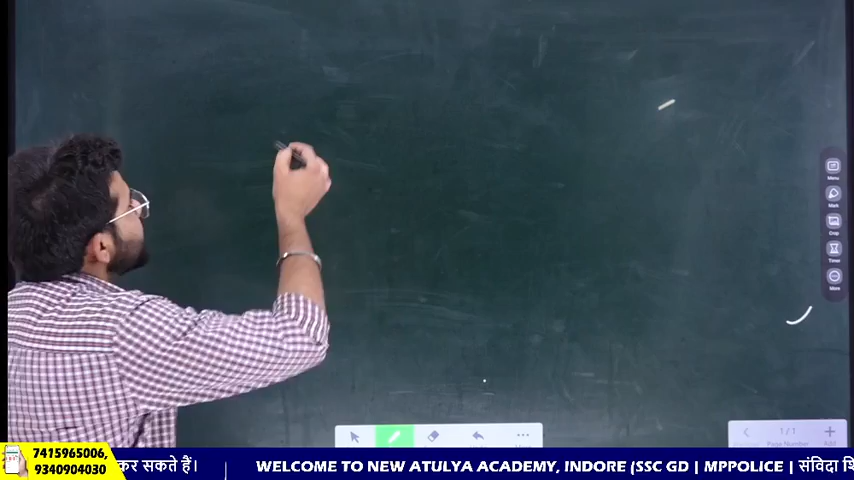 Menu
Mark
Crop
Timer
More
1/1
Page Number
Add
7415965006,
9340904030
कर सकते हैं। | WELCOME TO NEW ATULYA ACADEMY, INDORE (SSC GD | MPPOLICE | संविदा